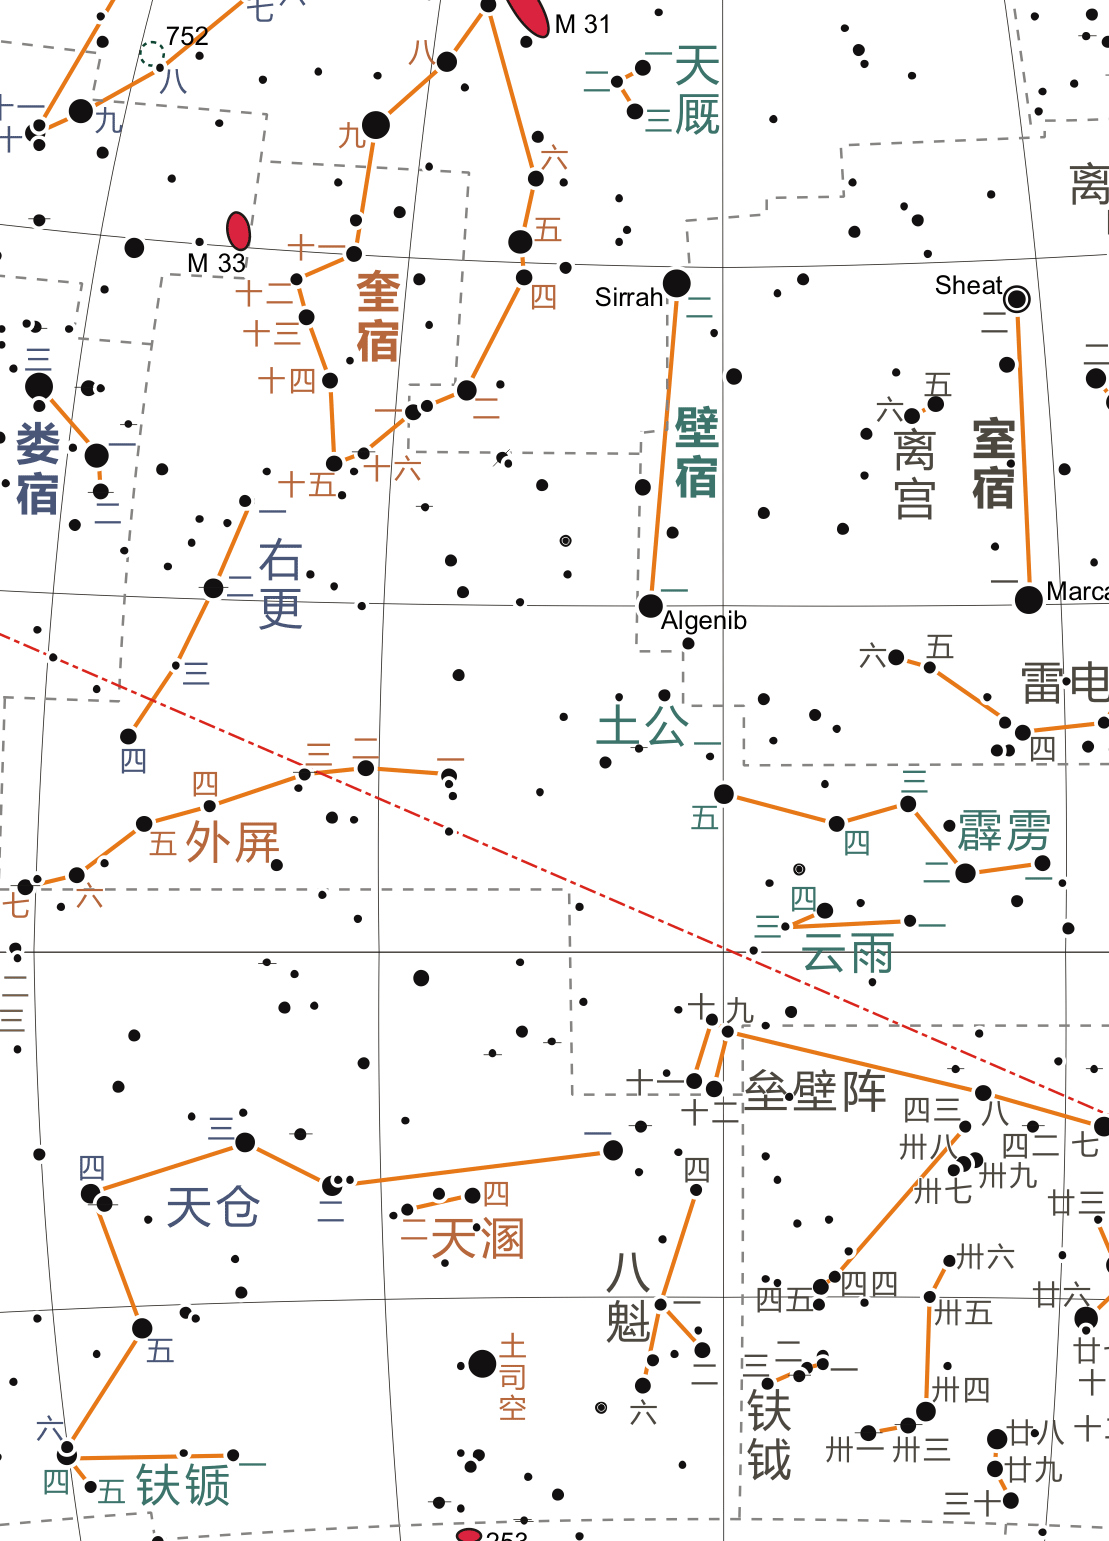 七
752
八
十一
十
九
八
M 31
一
二
三
天
厩
九
六
五
四
M 33
十一
十二
十三
十四
奎
宿
一
二
十五
十六
Sirrah
二
Sheat
二
离
三
娄
宿
一
二
壁
宿
五
六
离
宫
室
宿
二
一
二
三
四
右
更
一
Algenib
一
六
五
四
雷电
土公
一
一
二
三
四
五
六
七
外屏
五
四
三
二
一
霹雳
四
三
一
云雨
二
三
十
九
十一
十二
垒壁阵
八
七
四三
四二
卅八
卅九
卅七
一
二
三
四
天仓
五
六
四
二
天溷
四
八
魁
一
二
六
四四
四五
卅六
卅五
卅四
卅三
卅一
廿三
廿六
土
司
空
三
二
一
铁
钺
廿八
廿九
三十
四
五
铁锧
一
253